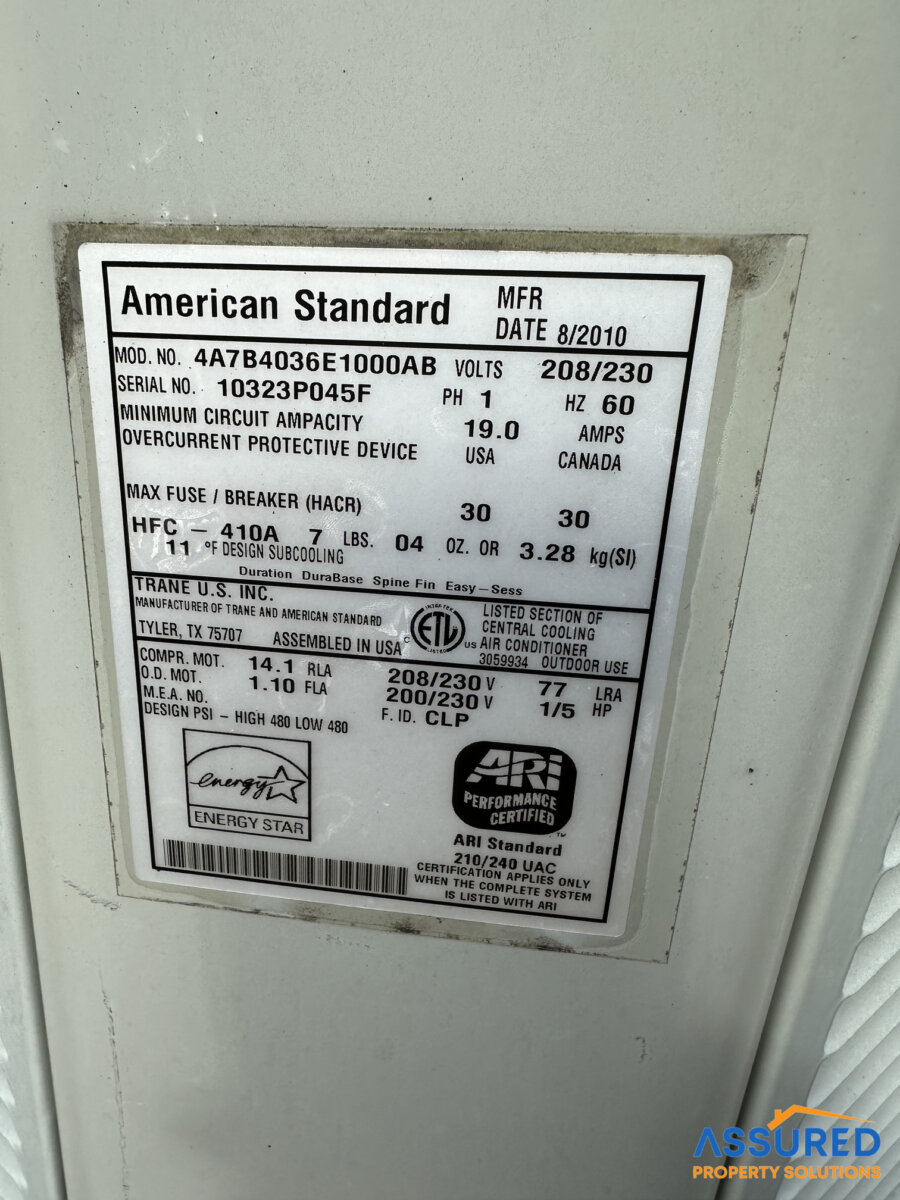 American Standard MFR DATE 8/2010
MOD. NO. 4A7B4036E1000AB VOLTS 208/230
SERIAL NO. 10323P045F PH 1 HZ 60
MINIMUM CIRCUIT AMPACITY 19.0 AMPS
OVERCURRENT PROTECTIVE DEVICE USA CANADA
MAX FUSE / BREAKER (HACR) 30 30
HFC - 410A 7 LBS. 04 OZ. OR 3.28 kg(SI)
11 °F DESIGN SUBCOOLING
Duration DuraBase Spine Fin Easy-Sess
TRANE U.S. INC.
MANUFACTURER OF TRANE AND AMERICAN STANDARD
TYLER, TX 75707 ASSEMBLED IN USA
INTERTEK
C ETL US
LISTED
LISTED SECTION OF
CENTRAL COOLING
AIR CONDITIONER
3059934 OUTDOOR USE
COMPR. MOT. 14.1 RLA 208/230 V 77 LRA
O.D. MOT. 1.10 FLA 200/230 V 1/5 HP
M.E.A. NO. F. ID. CLP
DESIGN PSI - HIGH 480 LOW 480
energy
ENERGY STAR
ARI
PERFORMANCE
CERTIFIED
TM
ARI Standard
210/240 UAC
CERTIFICATION APPLIES ONLY
WHEN THE COMPLETE SYSTEM
IS LISTED WITH ARI
ASSURED
PROPERTY SOLUTIONS